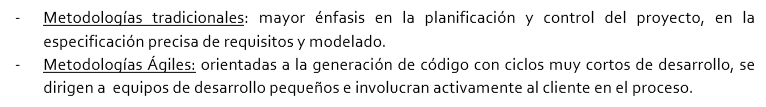 - Metodologías tradicionales: mayor énfasis en la planificación y control del proyecto, en la
especificación precisa de requisitos y modelado.
- Metodologías Ágiles: orientadas a la generación de código con ciclos muy cortos de desarrollo, se
dirigen a equipos de desarrollo pequeños e involucran activamente al cliente en el proceso.